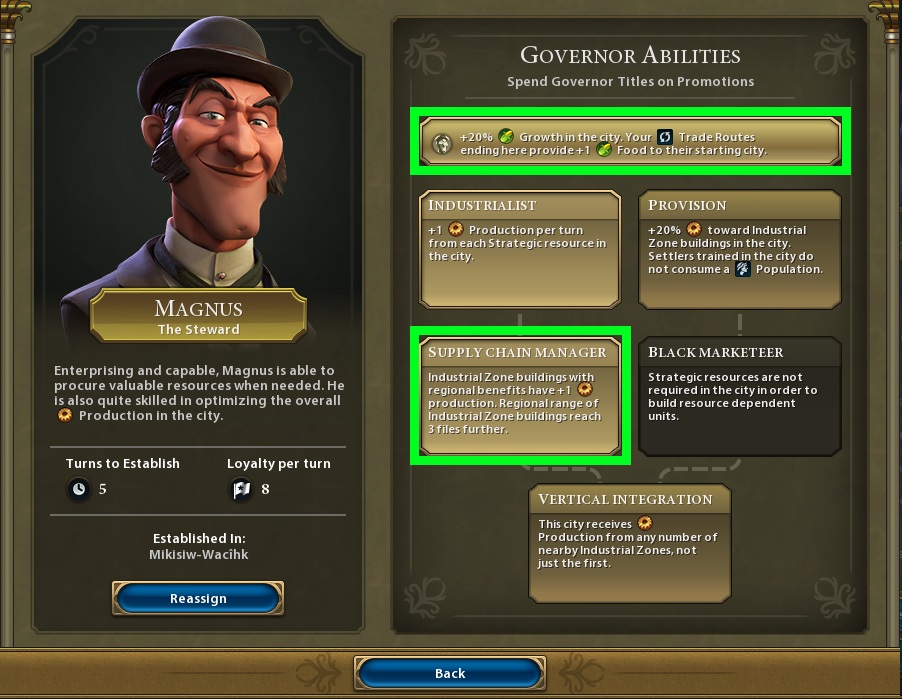 GOVERNOR ABILITIES
Spend Governor Titles on Promotions
+20% Growth in the city. Your Trade Routes
ending here provide +1 Food to their starting city.
INDUSTRIALIST
+1 Production per turn
from each Strategic resource in
the city.
PROVISION
+20% toward Industrial
Zone buildings in the city.
Settlers trained in the city do
not consume a Population.
SUPPLY CHAIN MANAGER
Industrial Zone buildings with
regional benefits have +1
production. Regional range of
Industrial Zone buildings reach
3 files further.
BLACK MARKETEER
Strategic resources are not
required in the city in order to
build resource dependent
units.
VERTICAL INTEGRATION
This city receives
Production from any number of
nearby Industrial Zones, not
just the first.
MAGNUS
The Steward
Enterprising and capable, Magnus is able to
procure valuable resources when needed. He
is also quite skilled in optimizing the overall
Production in the city.
Turns to Establish
5
Loyalty per turn
8
Established In:
Mikisiw-Wacihk
Reassign
Back